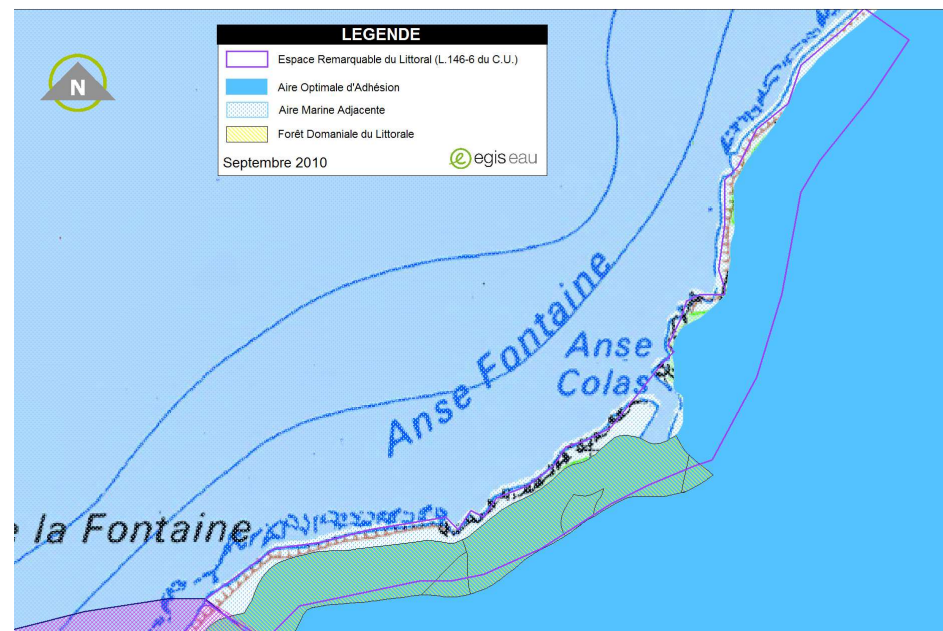 LEGENDE
Espace Remarquable du Littoral (L.146-6 du C.U.)
Aire Optimale d'Adhésion
Aire Marine Adjacente
Forêt Domaniale du Littorale
Septembre 2010
egis eau
N
Anse Fontaine
Anse
Colas
e la Fontaine